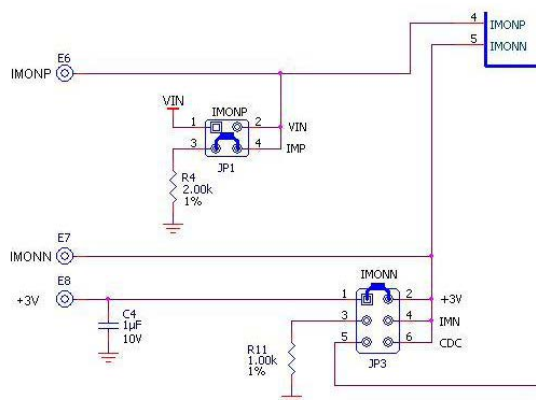 4 IMONP
5 IMONN
E6
IMONP
VIN
IMONP
1 2 VIN
3 4 IMP
JP1
R4
2.00k
1%
E7
IMONN
E8
+3V
IMONN
1 2 +3V
3 4 IMN
5 6 CDC
JP3
C4
1µF
10V
R11
1.00k
1%